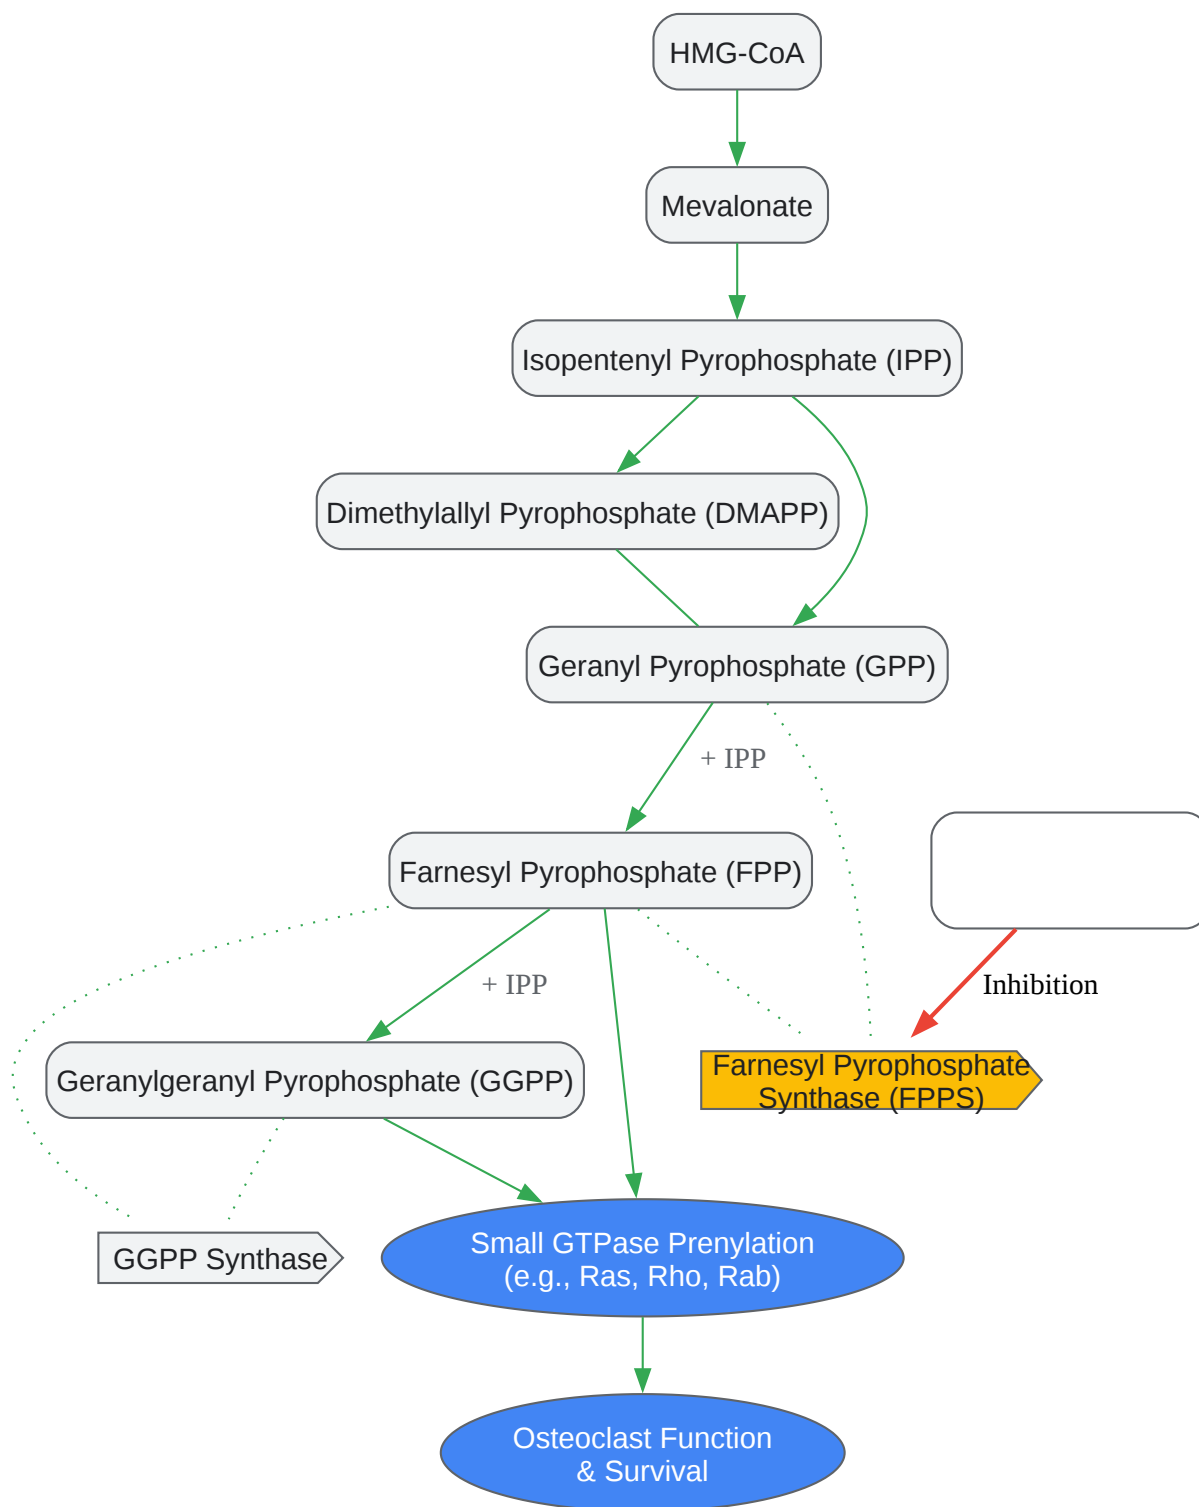 HMG-CoA
Mevalonate
Isopentenyl Pyrophosphate (IPP)
Dimethylallyl Pyrophosphate (DMAPP)
Geranyl Pyrophosphate (GPP)
+ IPP
Farnesyl Pyrophosphate (FPP)
+ IPP
Inhibition
Geranylgeranyl Pyrophosphate (GGPP)
Farnesyl Pyrophosphate
Synthase (FPPS)
GGPP Synthase
Small GTPase Prenylation
(e.g., Ras, Rho, Rab)
Osteoclast Function
& Survival